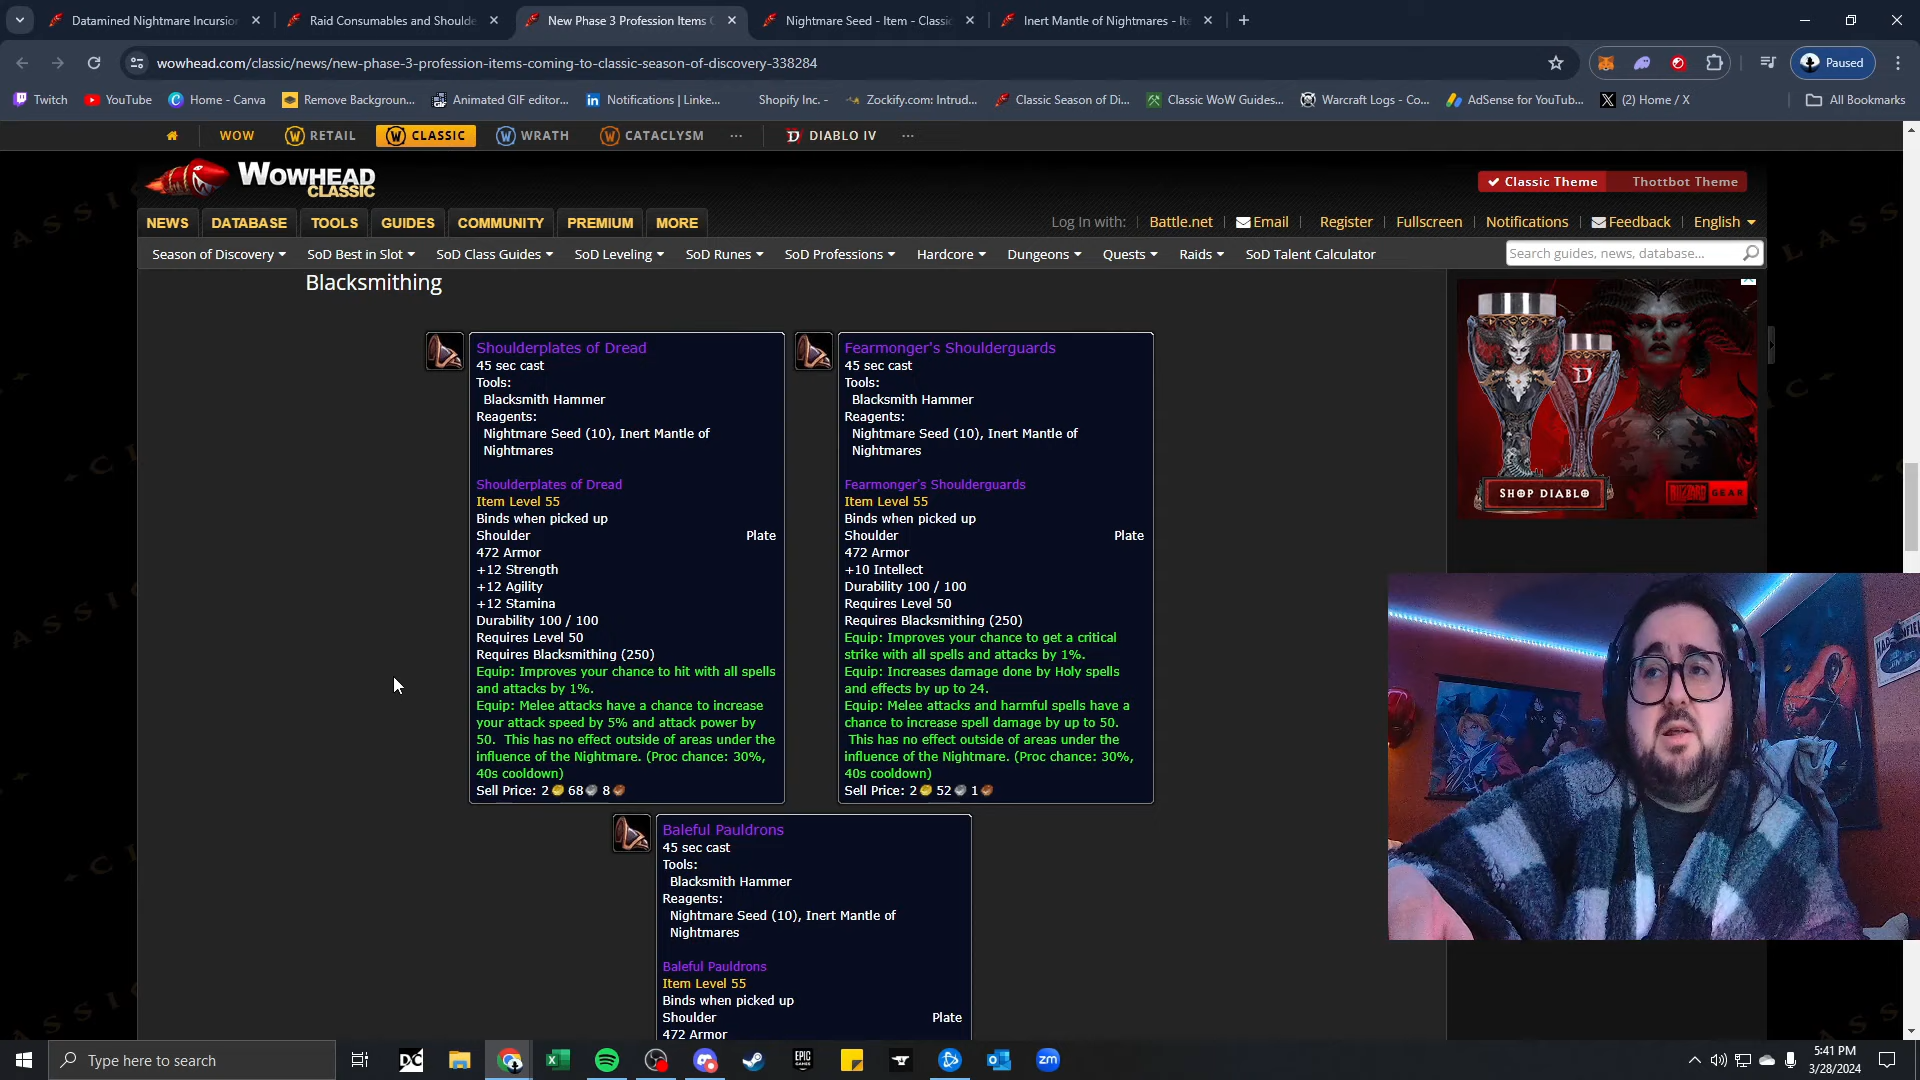 Datamined Nightmare Incursion
Raid Consumables and Shoulde
New Phase 3 Profession Items C
Nightmare Seed - Item - Classic
Inert Mantle of Nightmares - Ite
wowhead.com/classic/news/new-phase-3-profession-items-coming-to-classic-season-of-discovery-338284
Paused
Twitch
YouTube
Home - Canva
Remove Backgroun...
Animated GIF editor...
Notifications | Linke...
Shopify Inc. -
Zockify.com: Intrud...
Classic Season of Di...
Classic WoW Guides...
Warcraft Logs - Co...
AdSense for YouTub...
(2) Home / X
All Bookmarks
WOW
RETAIL
CLASSIC
WRATH
CATACLYSM
DIABLO IV
WOWHEAD
CLASSIC
Classic Theme
Thottbot Theme
NEWS
DATABASE
TOOLS
GUIDES
COMMUNITY
PREMIUM
MORE
Log In with:
Battle.net
Email
Register
Fullscreen
Notifications
Feedback
English
Season of Discovery
SoD Best in Slot
SoD Class Guides
SoD Leveling
SoD Runes
SoD Professions
Hardcore
Dungeons
Quests
Raids
SoD Talent Calculator
Search guides, news, database...
Blacksmithing
Shoulderplates of Dread
45 sec cast
Tools:
Blacksmith Hammer
Reagents:
Nightmare Seed (10), Inert Mantle of
Nightmares
Shoulderplates of Dread
Item Level 55
Binds when picked up
Shoulder Plate
472 Armor
+12 Strength
+12 Agility
+12 Stamina
Durability 100 / 100
Requires Level 50
Requires Blacksmithing (250)
Equip: Improves your chance to hit with all spells
and attacks by 1%.
Equip: Melee attacks have a chance to increase
your attack speed by 5% and attack power by
50. This has no effect outside of areas under the
influence of the Nightmare. (Proc chance: 30%,
40s cooldown)
Sell Price: 2 68 8
Fearmonger's Shoulderguards
45 sec cast
Tools:
Blacksmith Hammer
Reagents:
Nightmare Seed (10), Inert Mantle of
Nightmares
Fearmonger's Shoulderguards
Item Level 55
Binds when picked up
Shoulder Plate
472 Armor
+10 Intellect
Durability 100 / 100
Requires Level 50
Requires Blacksmithing (250)
Equip: Improves your chance to get a critical
strike with all spells and attacks by 1%.
Equip: Increases damage done by Holy spells
and effects by up to 24.
Equip: Melee attacks and harmful spells have a
chance to increase spell damage by up to 50.
This has no effect outside of areas under the
influence of the Nightmare. (Proc chance: 30%,
40s cooldown)
Sell Price: 2 52 1
Baleful Pauldrons
45 sec cast
Tools:
Blacksmith Hammer
Reagents:
Nightmare Seed (10), Inert Mantle of
Nightmares
Baleful Pauldrons
Item Level 55
Binds when picked up
Shoulder Plate
472 Armor
SHOP DIABLO
BLIZZARD GEAR
Type here to search
DC
EPIC GAMES
zm
5:41 PM
3/28/2024